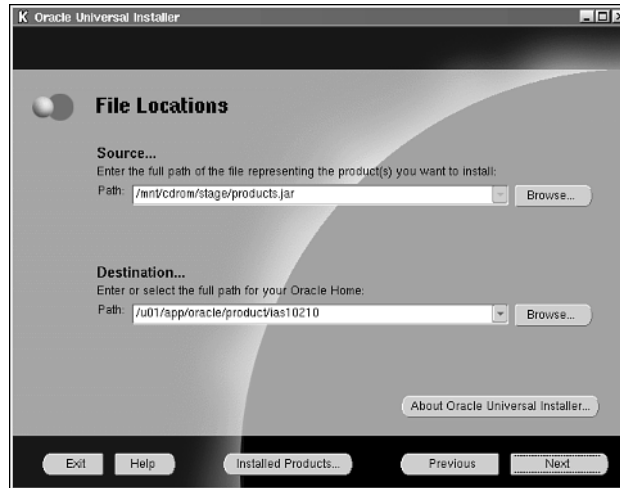 K Oracle Universal Installer
File Locations
Source...
Enter the full path of the file representing the product(s) you want to install:
Path: /mnt/cdrom/stage/products.jar Browse...
Destination...
Enter or select the full path for your Oracle Home:
Path: /u01/app/oracle/product/ias10210 Browse...
About Oracle Universal Installer...
Exit Help Installed Products... Previous Next